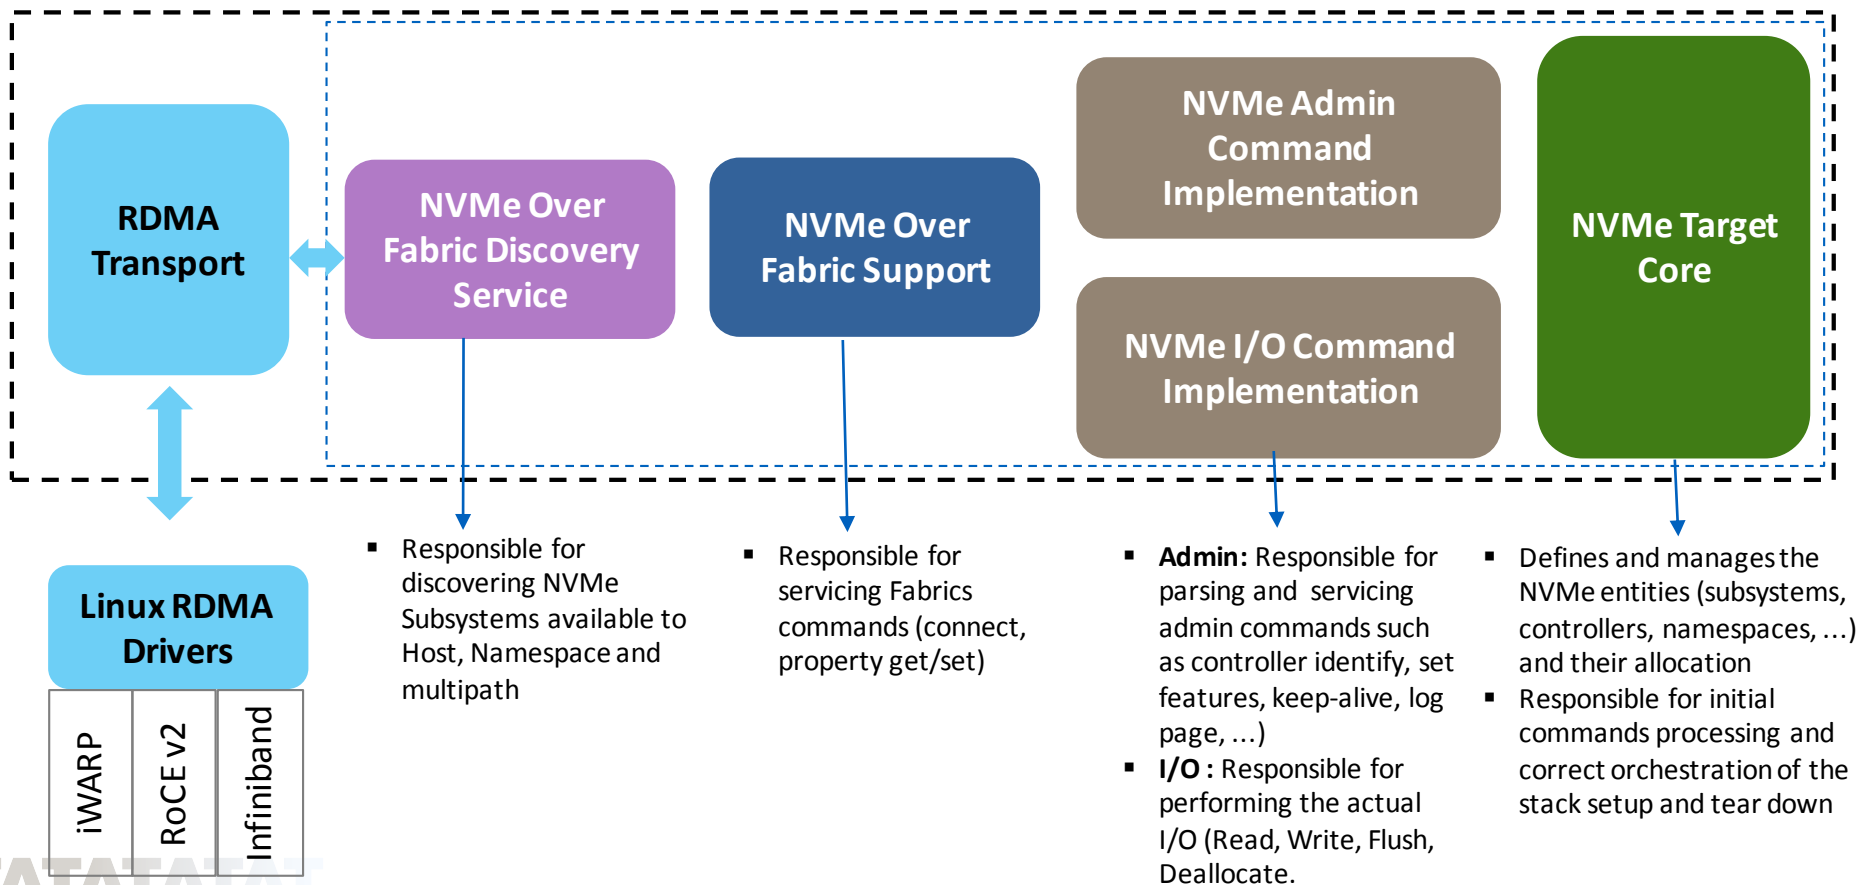 RDMA
Transport
NVMe Over
Fabric Discovery
Service
NVMe Over
Fabric Support
NVMe Admin
Command
Implementation
NVMe I/O Command
Implementation
NVMe Target
Core
Linux RDMA
Drivers
iWARP
RoCE v2
Infiniband
▪ Responsible for
discovering NVMe
Subsystems available to
Host, Namespace and
multipath
▪ Responsible for
servicing Fabrics
commands (connect,
property get/set)
▪ Admin: Responsible for
parsing and servicing
admin commands such
as controller identify, set
features, keep-alive, log
page, ...)
▪ I/O : Responsible for
performing the actual
I/O (Read, Write, Flush,
Deallocate.
▪ Defines and manages the
NVMe entities (subsystems,
controllers, namespaces, ...)
and their allocation
▪ Responsible for initial
commands processing and
correct orchestration of the
stack setup and tear down